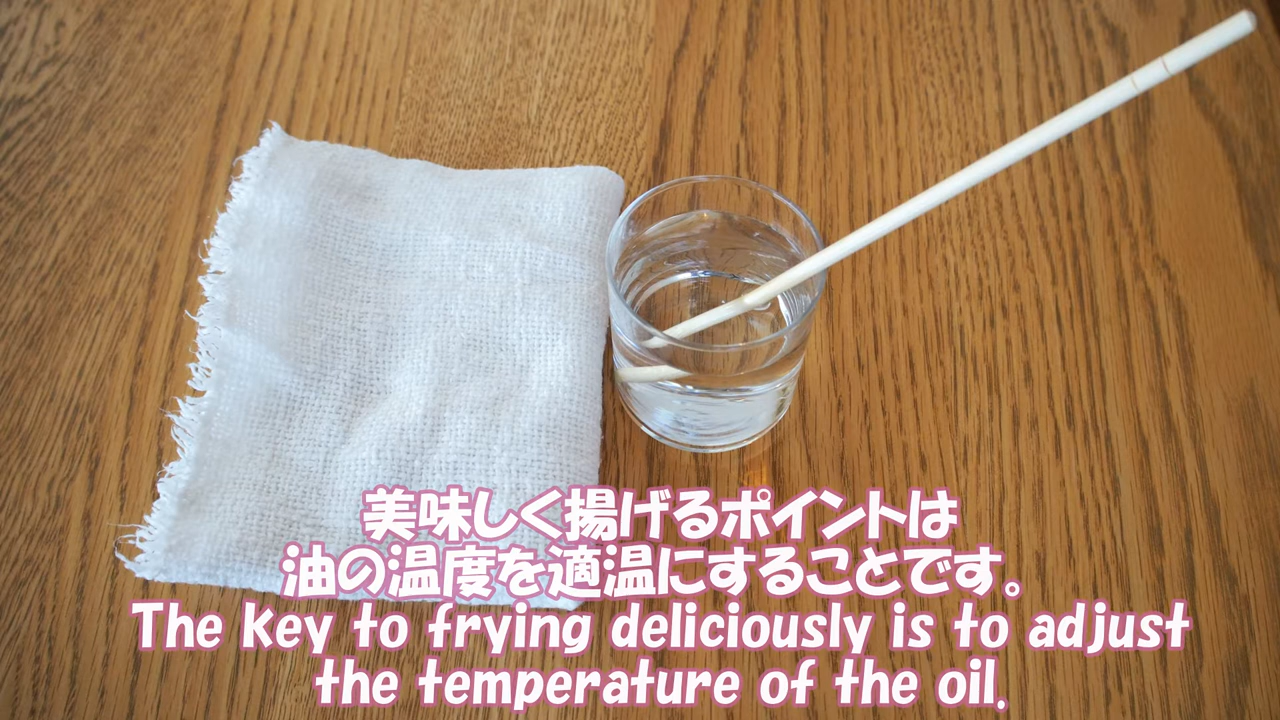 美味しく揚げるポイントは
油の温度を適温にすることです。
The key to frying deliciously is to adjust
the temperature of the oil.